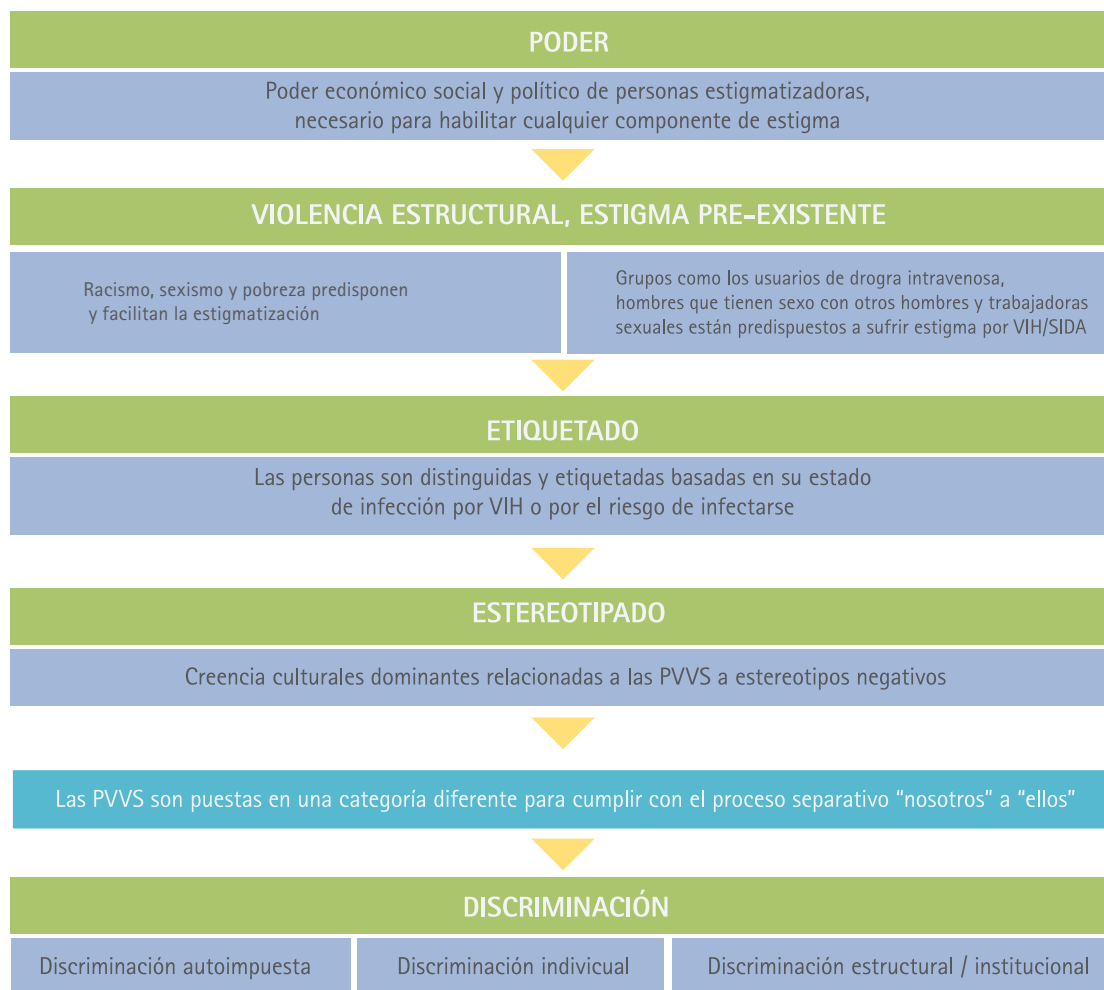 PODER
Poder económico social y político de personas estigmatizadoras,
necesario para habilitar cualquier componente de estigma
VIOLENCIA ESTRUCTURAL, ESTIGMA PRE-EXISTENTE
Racismo, sexismo y pobreza predisponen
y facilitan la estigmatización
Grupos como los usuarios de drogra intravenosa,
hombres que tienen sexo con otros hombres y trabajadoras
sexuales están predispuestos a sufrir estigma por VIH/SIDA
ETIQUETADO
Las personas son distinguidas y etiquetadas basadas en su estado
de infección por VIH o por el riesgo de infectarse
ESTEREOTIPADO
Creencia culturales dominantes relacionadas a las PVVS a estereotipos negativos
Las PVVS son puestas en una categoría diferente para cumplir con el proceso separativo “nosotros” a “ellos”
DISCRIMINACIÓN
Discriminación autoimpuesta
Discriminación indivicual
Discriminación estructural / institucional